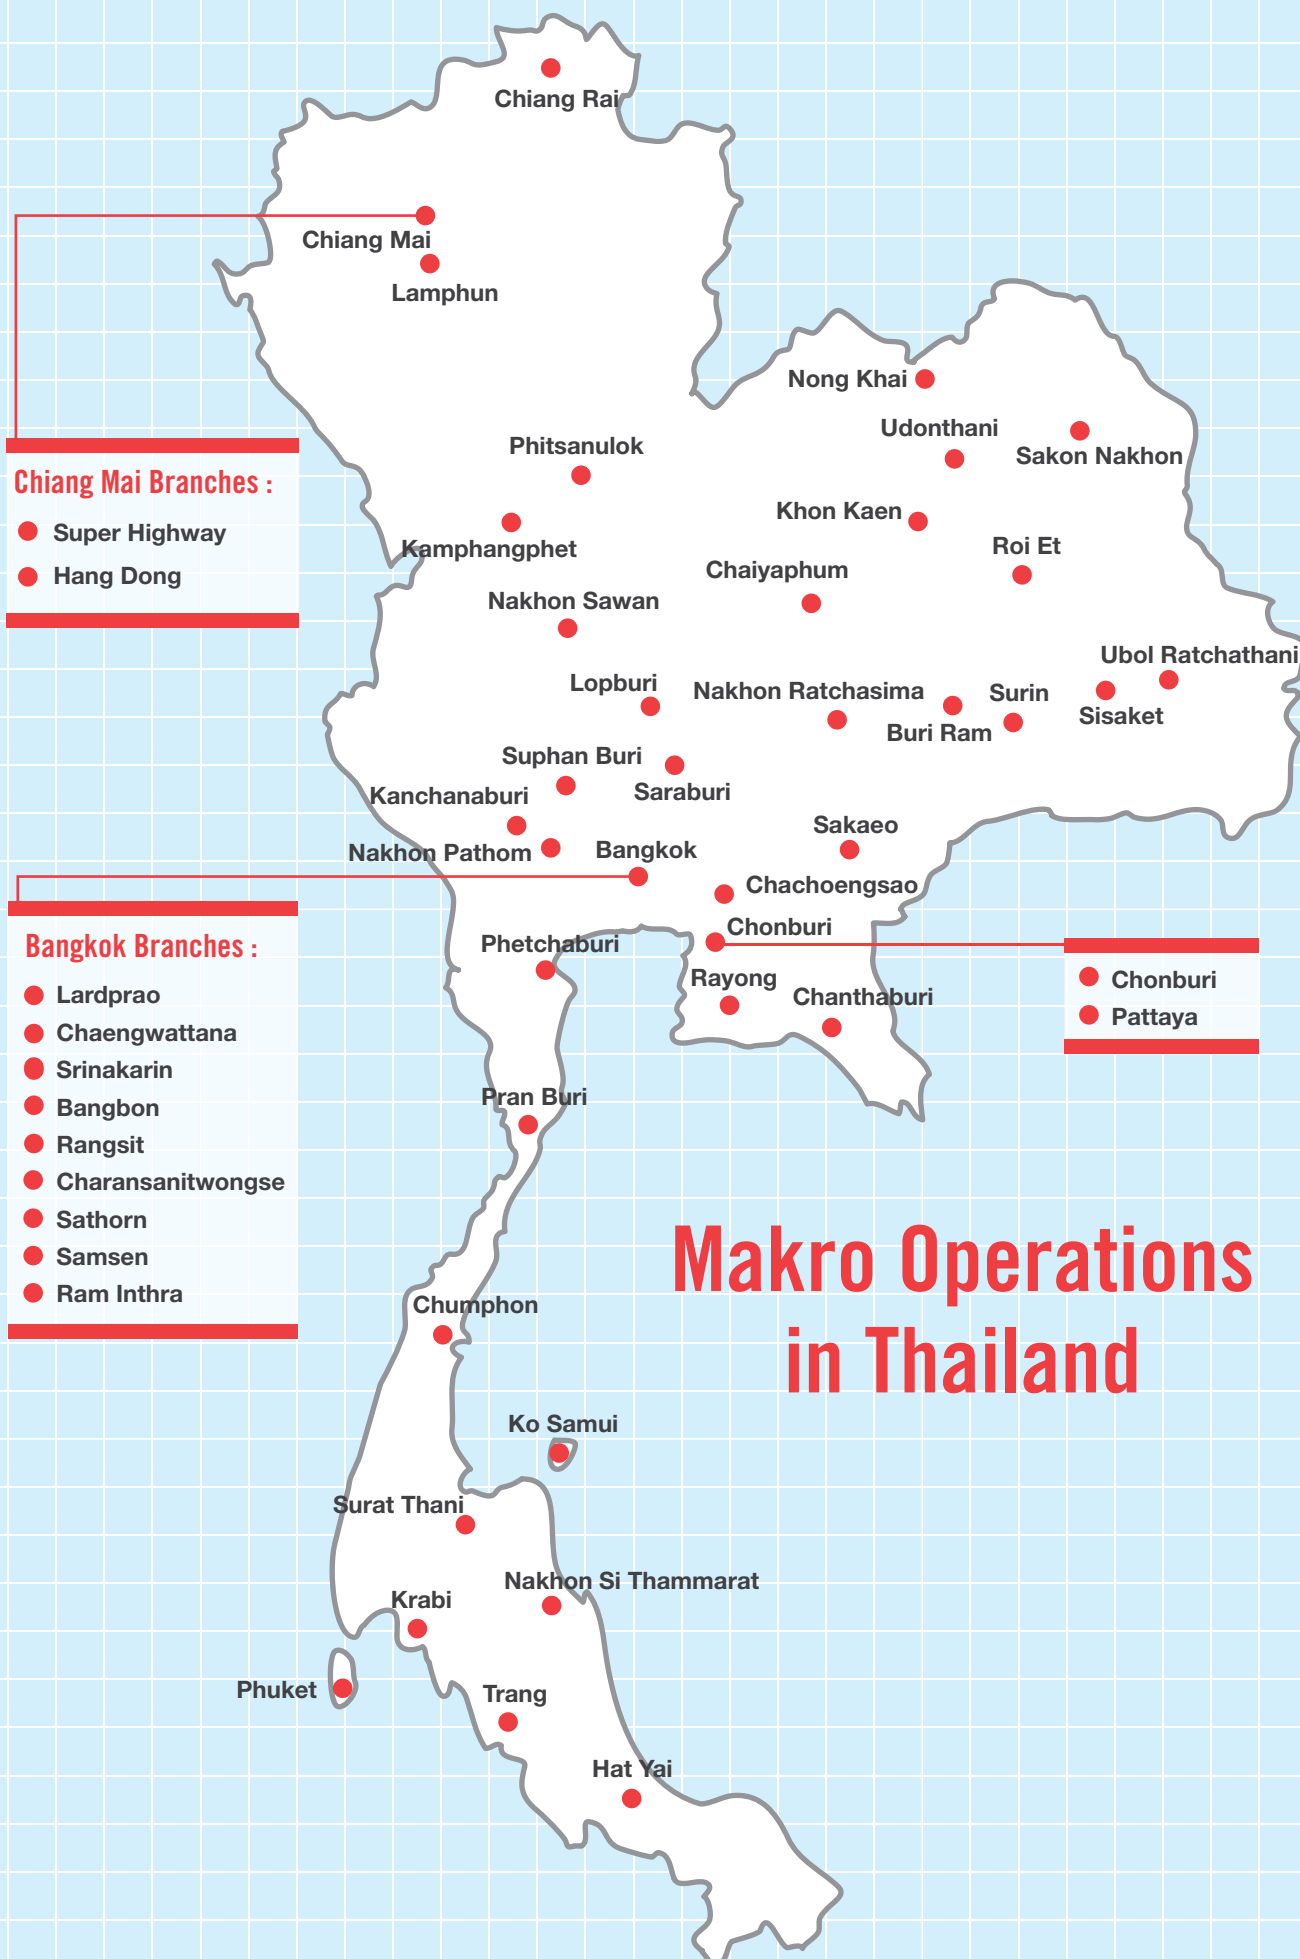 Chiang Rai
Chiang Mai
Lamphun
Nong Khai
Udonthani
Sakon Nakhon
Phitsanulok
Khon Kaen
Kamphangphet
Roi Et
Chaiyaphum
Nakhon Sawan
Ubol Ratchathani
Lopburi
Nakhon Ratchasima
Surin
Sisaket
Buri Ram
Suphan Buri
Saraburi
Kanchanaburi
Sakaeo
Nakhon Pathom
Bangkok
Chachoengsao
Chonburi
Phetchaburi
Rayong
Chanthaburi
Pran Buri
Chumphon
Ko Samui
Surat Thani
Nakhon Si Thammarat
Krabi
Phuket
Trang
Hat Yai
Chiang Mai Branches :
Super Highway
Hang Dong
Bangkok Branches :
Lardprao
Chaengwattana
Srinakarin
Bangbon
Rangsit
Charansanitwongse
Sathorn
Samsen
Ram Inthra
Chonburi
Pattaya
Makro Operations
in Thailand